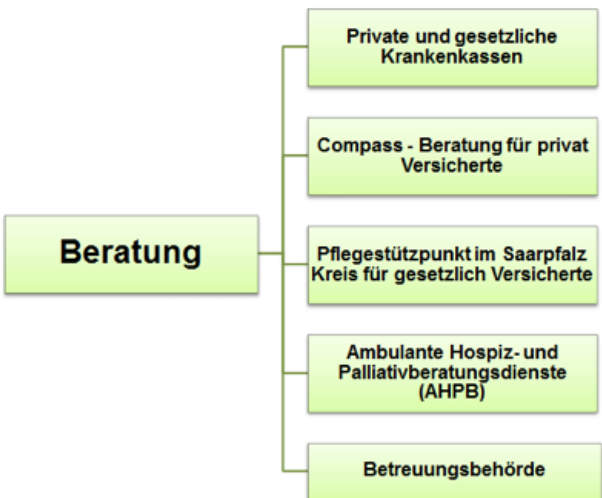 Beratung
Private und gesetzliche
Krankenkassen
Compass - Beratung für privat
Versicherte
Pflegestützpunkt im Saarpfalz
Kreis für gesetzlich Versicherte
Ambulante Hospiz- und
Palliativberatungsdienste
(AHPB)
Betreuungsbehörde